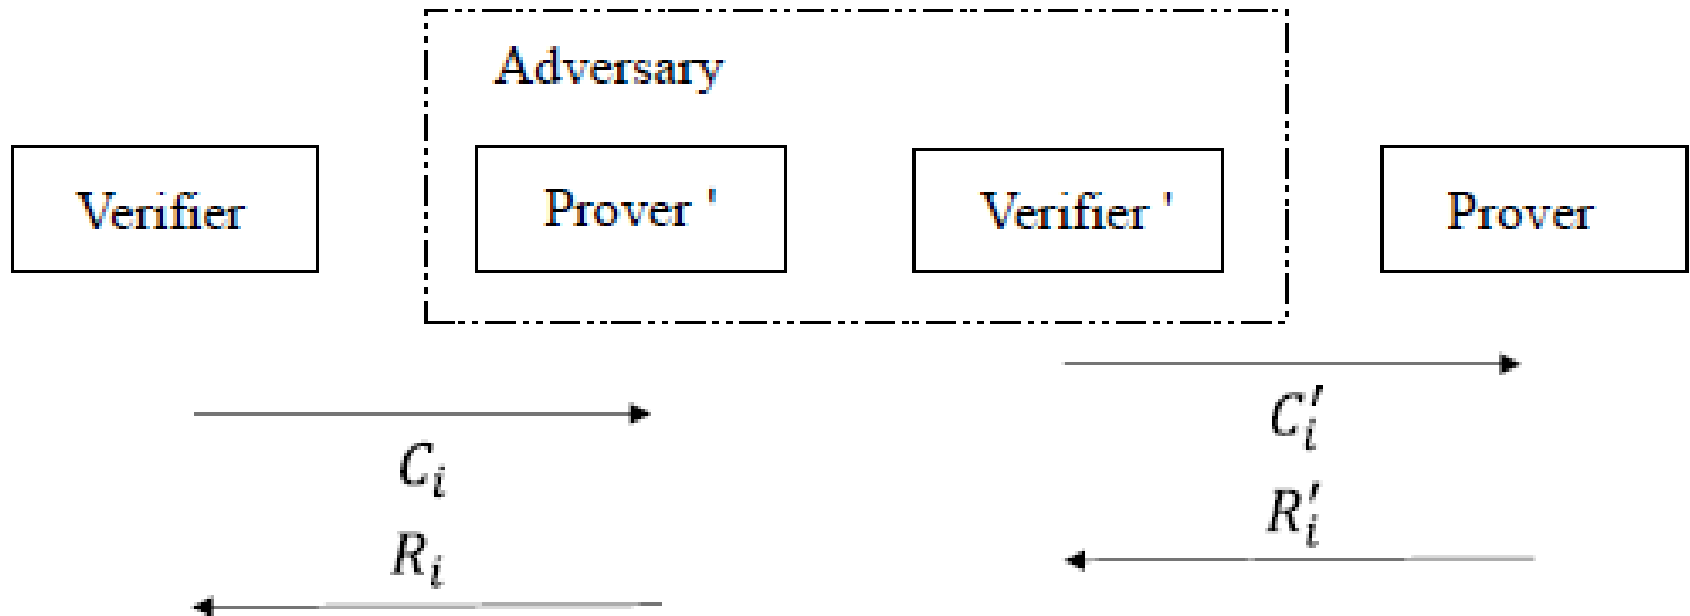 Adversary
Verifier
Prover '
Verifier '
Prover
C_i
C'_i
R_i
R'_i